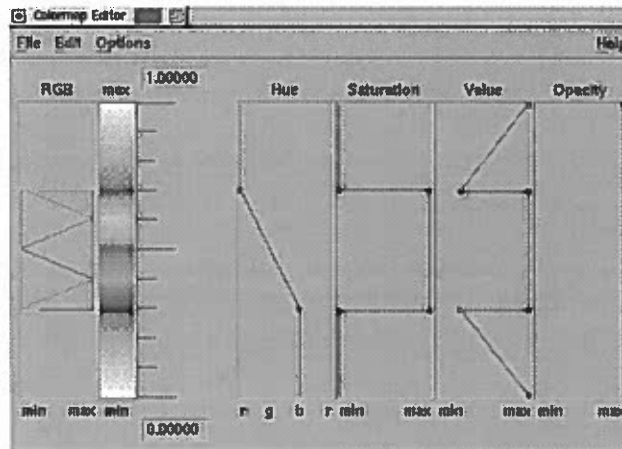 Colormap Editor
File Edit Options Help
1.00000
RGB max Hue Saturation Value Opacity
min max min r g b r min max min max min max
0.00000